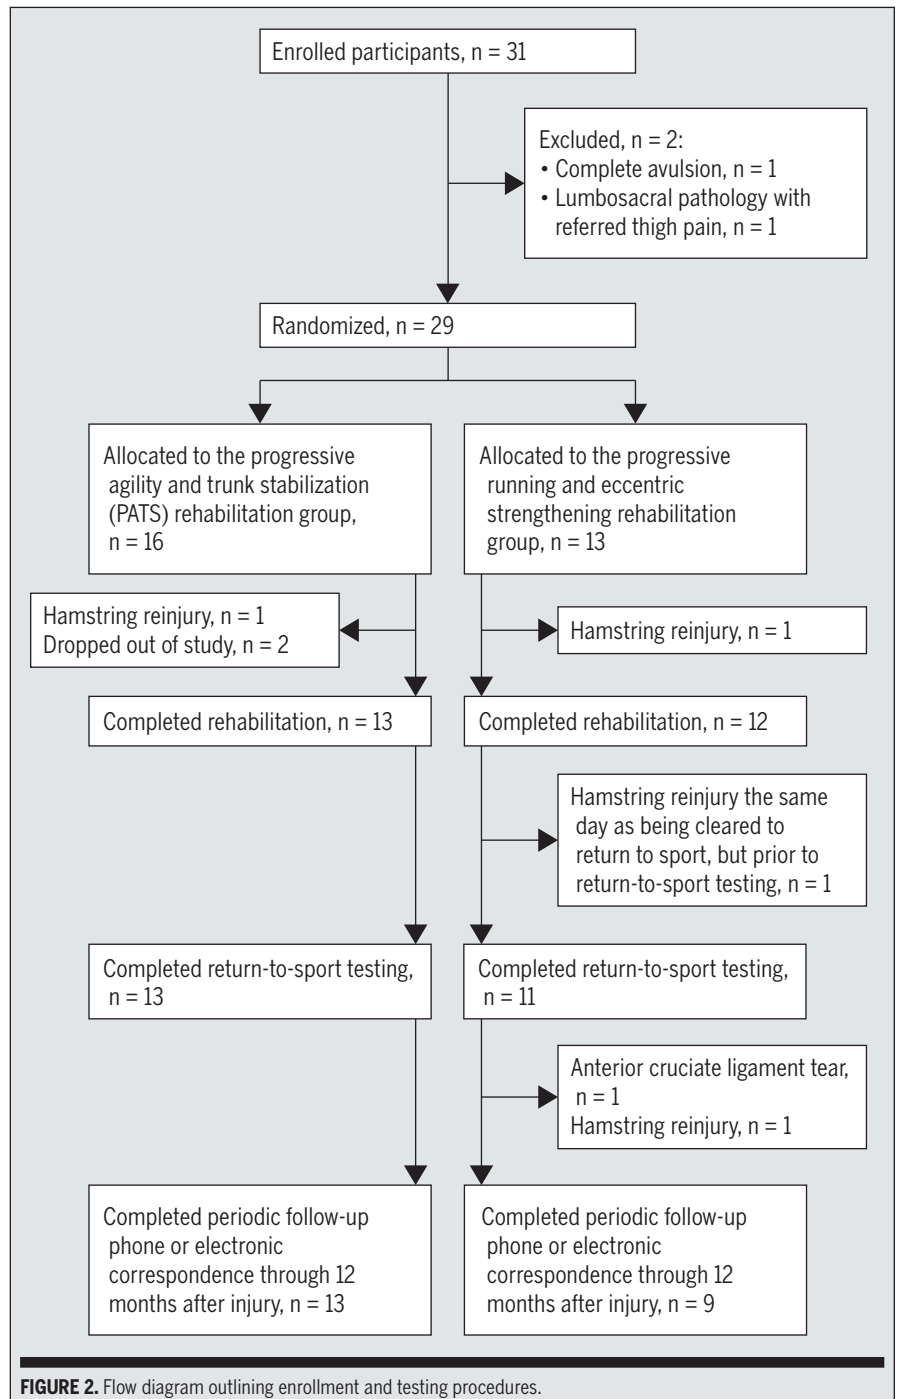 Enrolled participants, n = 31
Excluded, n = 2:
• Complete avulsion, n = 1
• Lumbosacral pathology with
referred thigh pain, n = 1
Randomized, n = 29
Allocated to the progressive
agility and trunk stabilization
(PATS) rehabilitation group,
n = 16
Allocated to the progressive
running and eccentric
strengthening rehabilitation
group, n = 13
Hamstring reinjury, n = 1
Dropped out of study, n = 2
Hamstring reinjury, n = 1
Completed rehabilitation, n = 13
Completed rehabilitation, n = 12
Hamstring reinjury the same
day as being cleared to
return to sport, but prior to
return-to-sport testing, n = 1
Completed return-to-sport testing,
n = 13
Completed return-to-sport testing,
n = 11
Anterior cruciate ligament tear,
n = 1
Hamstring reinjury, n = 1
Completed periodic follow-up
phone or electronic
correspondence through 12
months after injury, n = 13
Completed periodic follow-up
phone or electronic
correspondence through 12
months after injury, n = 9
FIGURE 2. Flow diagram outlining enrollment and testing procedures.